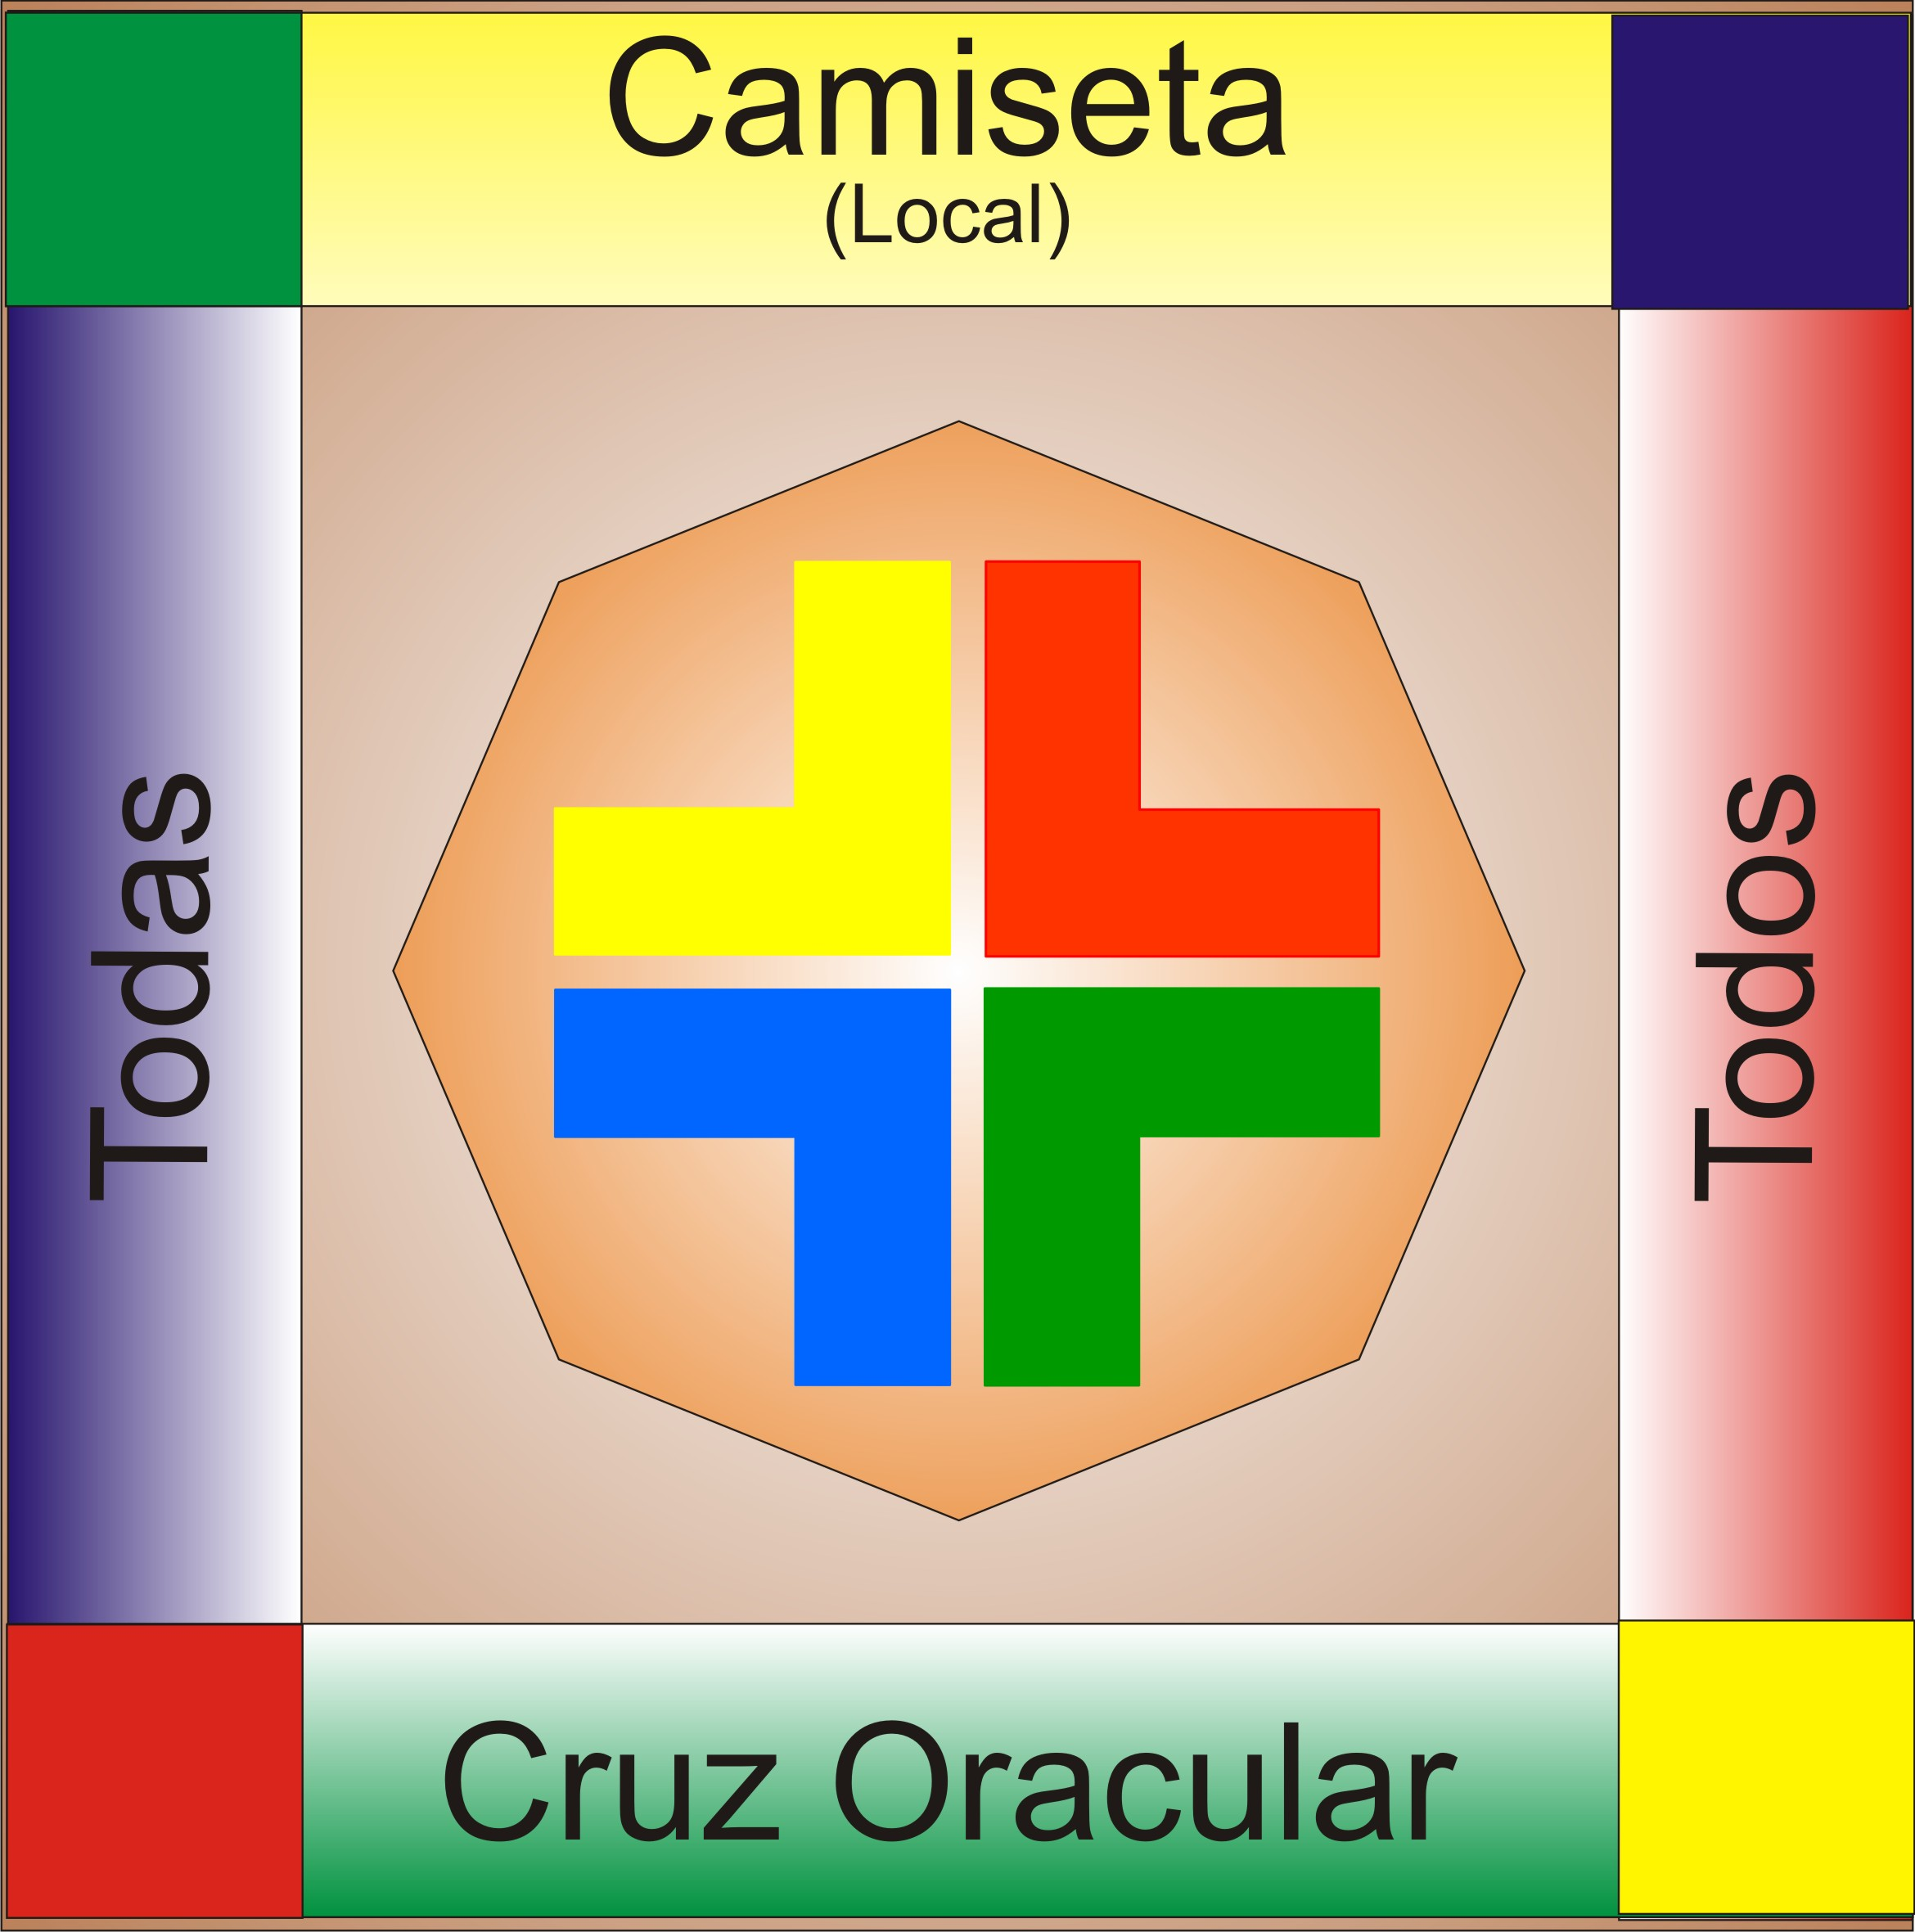 Camiseta
(Local)
Todas
Todos
Cruz Oracular